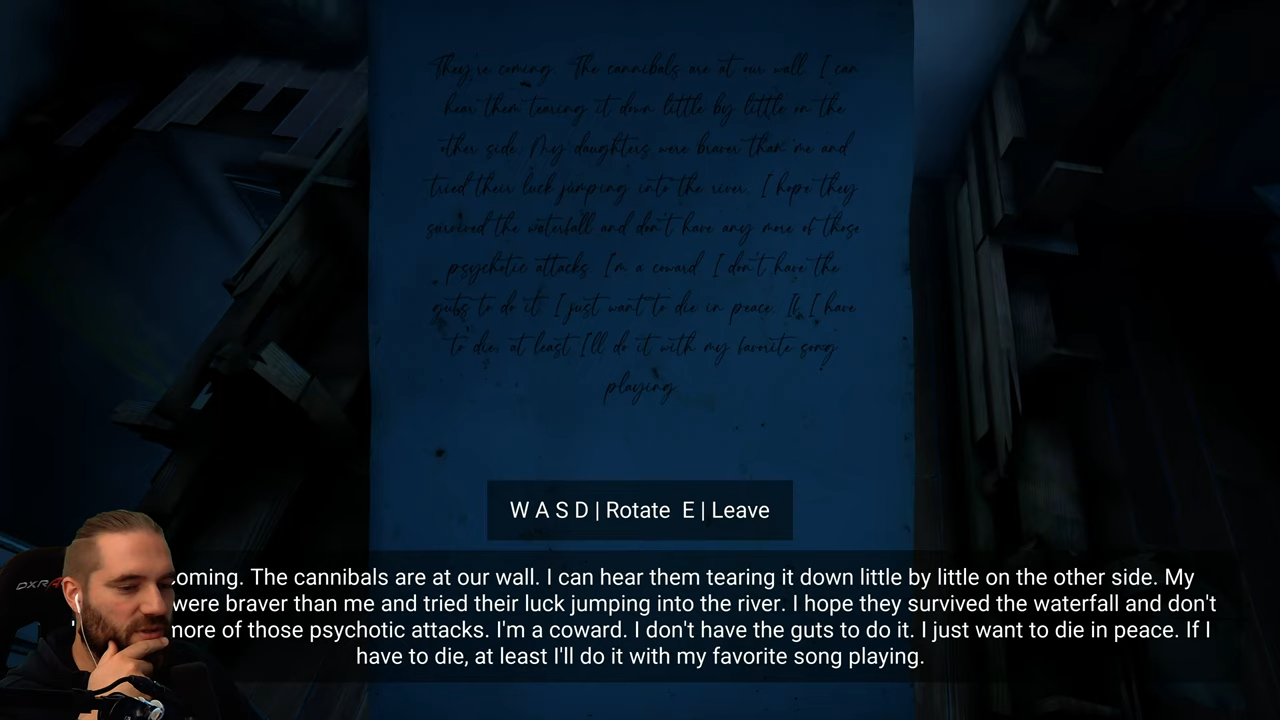 They're coming. The cannibals are at our wall. I can
hear them tearing it down little by little on the
other side. My daughters were braver than me and
tried their luck jumping into the river. I hope they
survived the waterfall and don't have any more of those
psychotic attacks. I'm a coward. I don't have the
guts to do it. I just want to die in peace. If I have
to die, at least I'll do it with my favorite song
playing.
W A S D | Rotate E | Leave
DXR
coming. The cannibals are at our wall. I can hear them tearing it down little by little on the other side. My
were braver than me and tried their luck jumping into the river. I hope they survived the waterfall and don't
more of those psychotic attacks. I'm a coward. I don't have the guts to do it. I just want to die in peace. If I
have to die, at least I'll do it with my favorite song playing.